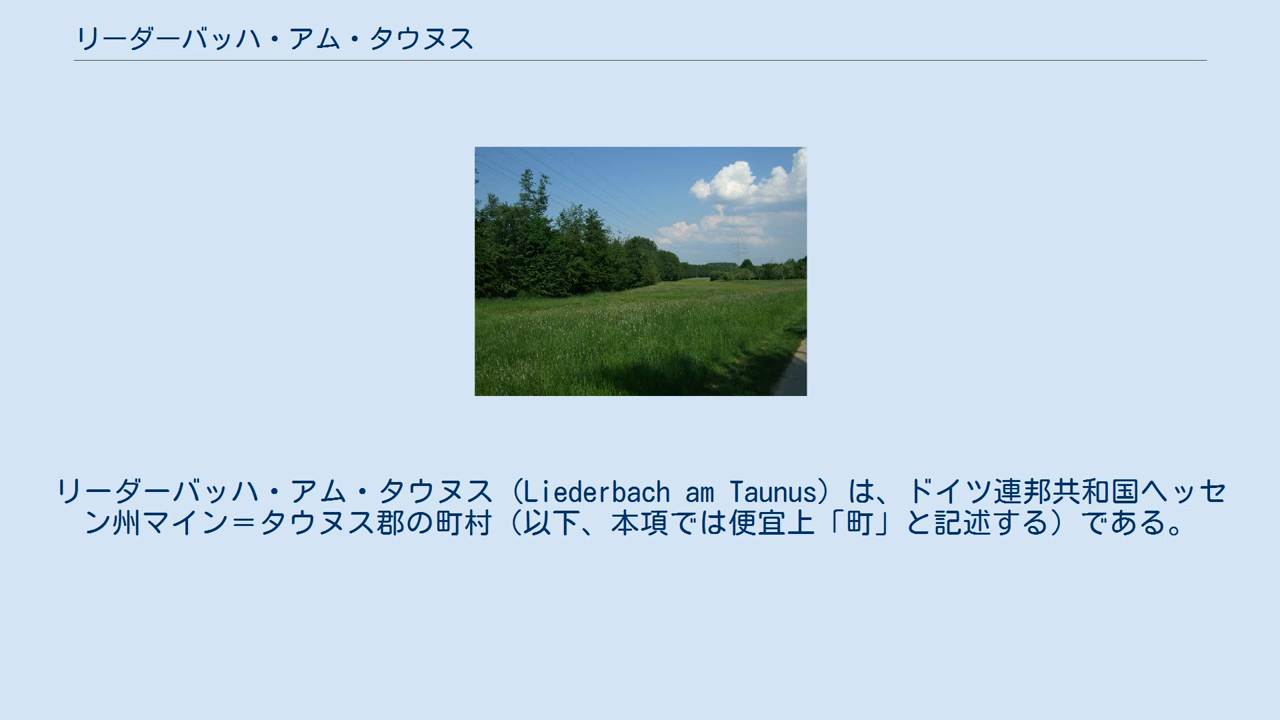 リーダーバッハ・アム・タウヌス
リーダーバッハ・アム・タウヌス（Liederbach am Taunus）は、ドイツ連邦共和国ヘッセ
ン州マイン＝タウヌス郡の町村（以下、本項では便宜上「町」と記述する）である。